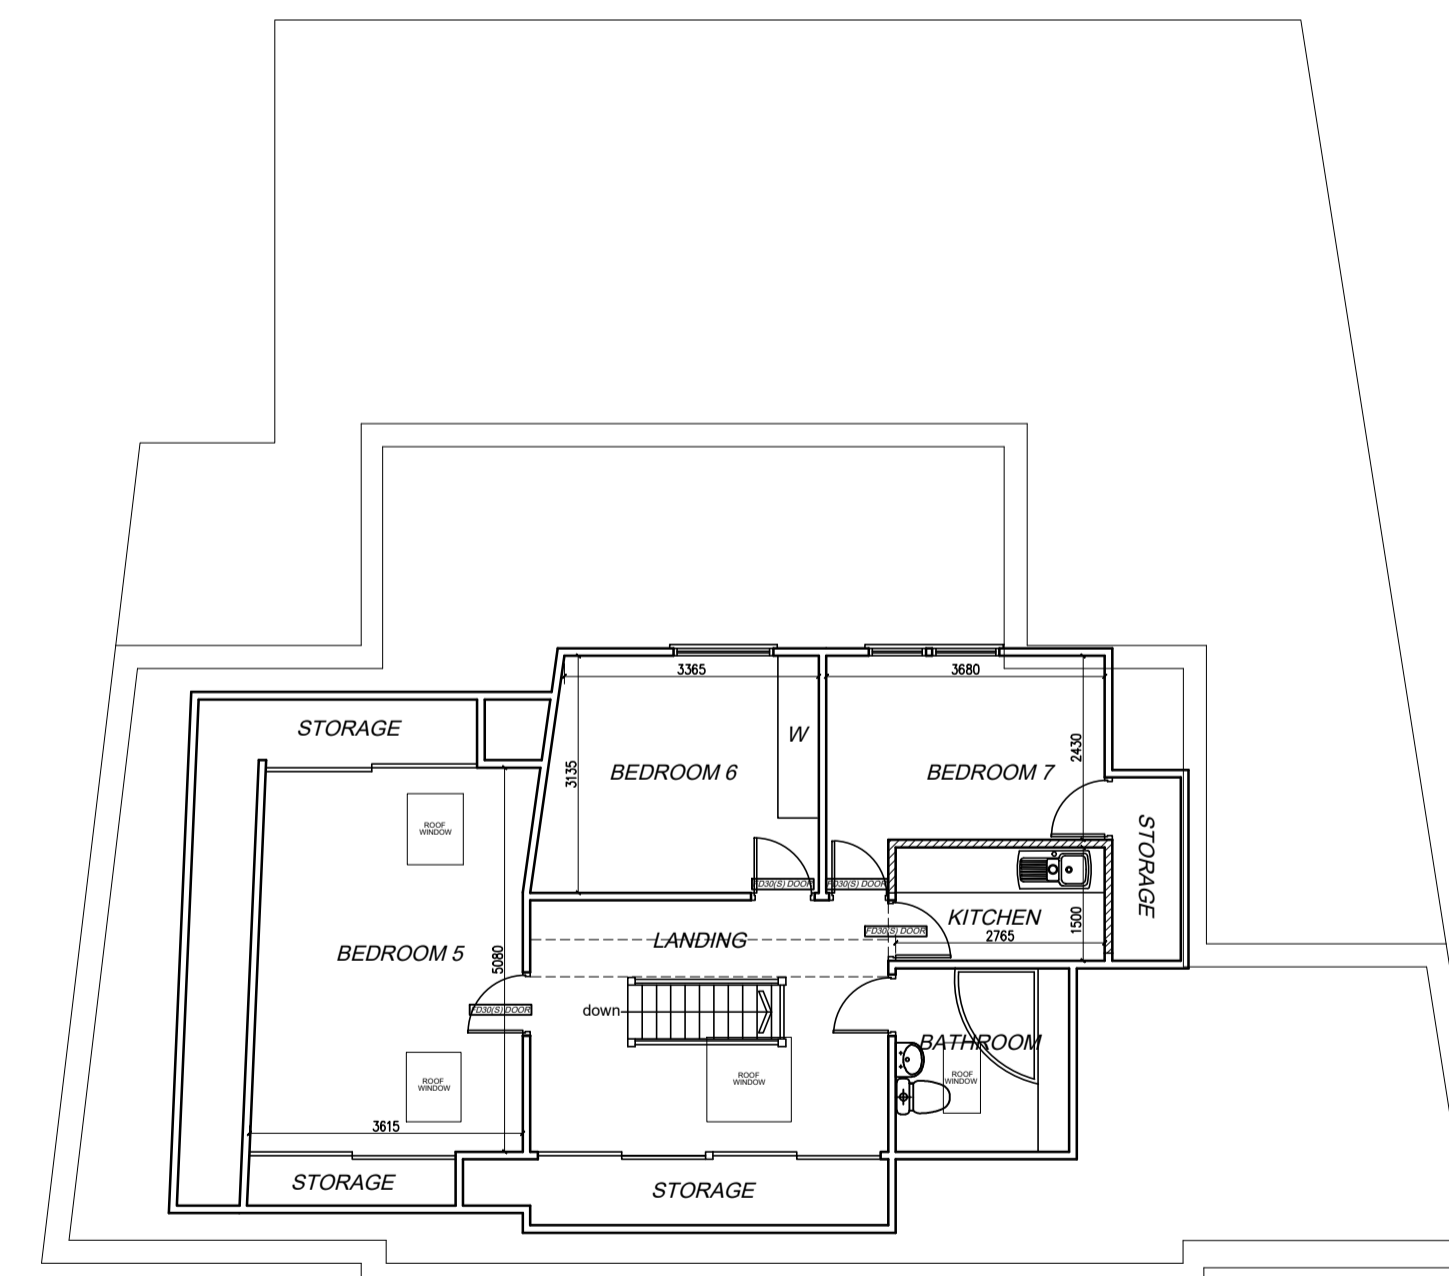 3365
3680
STORAGE
W
2430
3135
BEDROOM 6
BEDROOM 7
ROOF
WINDOW
STORAGE
FD30(S) DOOR
FD30(S) DOOR
KITCHEN
1500
FD30(S) DOOR
2765
LANDING
BEDROOM 5
5080
FD30(S) DOOR
down
BATHROOM
ROOF
WINDOW
ROOF
WINDOW
ROOF
WINDOW
3615
STORAGE
STORAGE